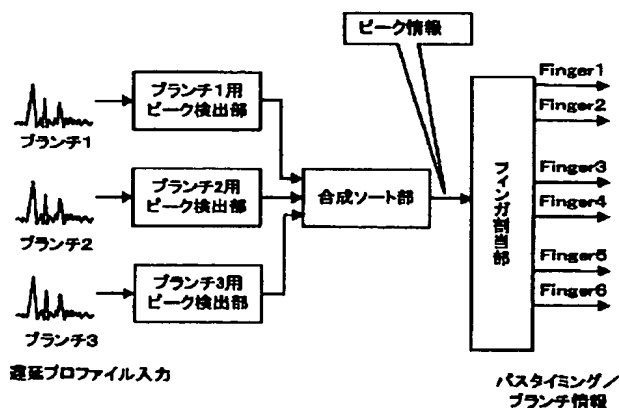 ピーク情報
ブランチ1用
ピーク検出部
ブランチ1
ブランチ2用
ピーク検出部
ブランチ2
ブランチ3用
ピーク検出部
ブランチ3
遅延プロファイル入力
合成ソート部
フィンガ割当部
Finger1
Finger2
Finger3
Finger4
Finger5
Finger6
パスタイミング／
ブランチ情報